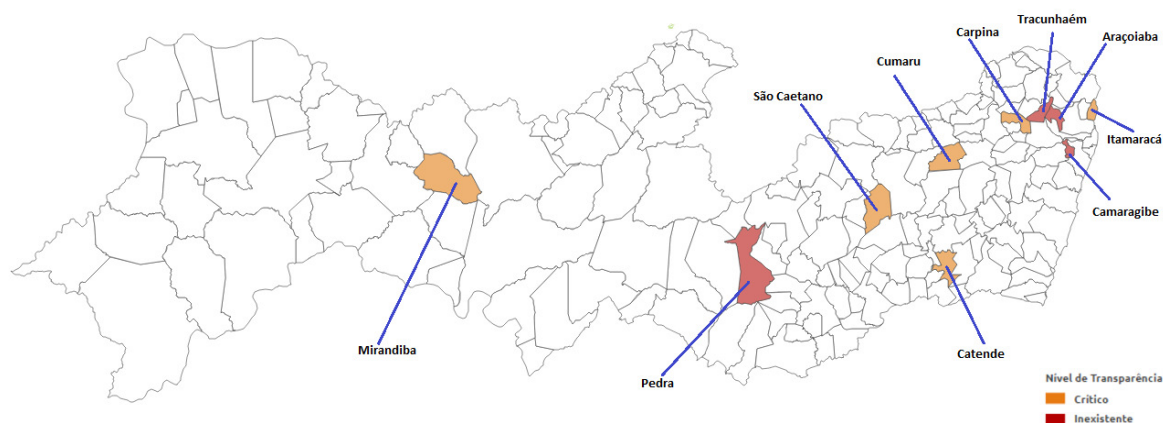 Tracunhaém
Carpina
Araçoiaba
Cumaru
São Caetano
Itamaracá
Camaragibe
Mirandiba
Catende
Pedra
Nível de Transparência
Crítico
Inexistente